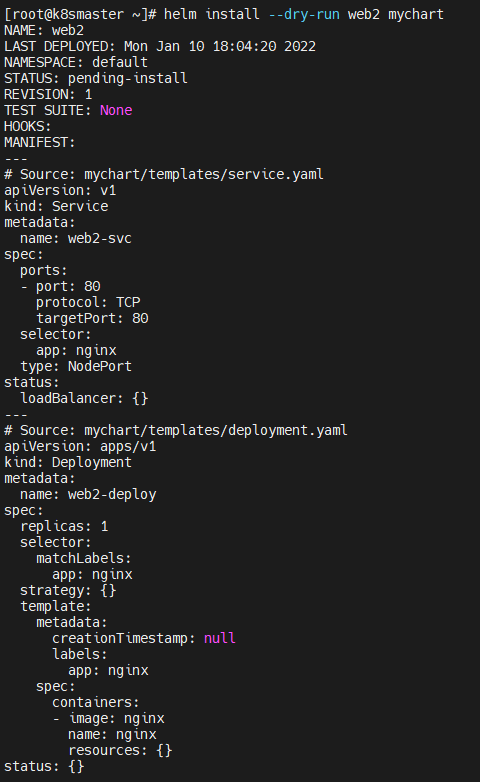 [root@k8smaster ~]# helm install --dry-run web2 mychart
NAME: web2
LAST DEPLOYED: Mon Jan 10 18:04:20 2022
NAMESPACE: default
STATUS: pending-install
REVISION: 1
TEST SUITE: None
HOOKS:
MANIFEST:
---
# Source: mychart/templates/service.yaml
apiVersion: v1
kind: Service
metadata:
  name: web2-svc
spec:
  ports:
  - port: 80
    protocol: TCP
    targetPort: 80
  selector:
    app: nginx
  type: NodePort
status:
  loadBalancer: {}
---
# Source: mychart/templates/deployment.yaml
apiVersion: apps/v1
kind: Deployment
metadata:
  name: web2-deploy
spec:
  replicas: 1
  selector:
    matchLabels:
      app: nginx
  strategy: {}
  template:
    metadata:
      creationTimestamp: null
      labels:
        app: nginx
    spec:
      containers:
      - image: nginx
        name: nginx
        resources: {}
status: {}